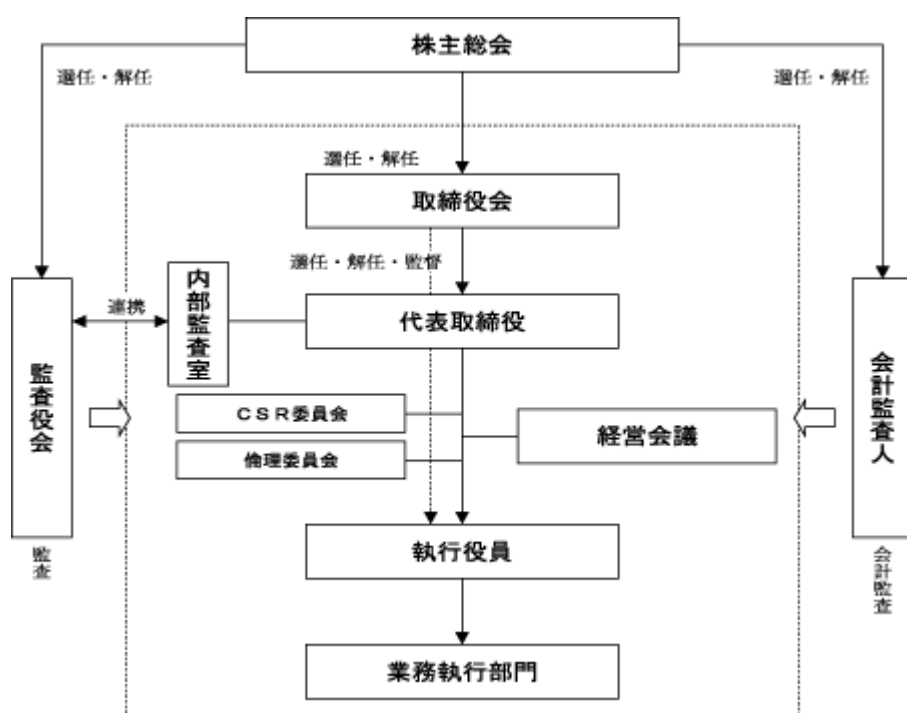 株主総会
選任・解任
選任・解任
選任・解任
取締役会
選任・解任・監督
内部監査室
連携
代表取締役
監査役会
会計監査人
CSR委員会
経営会議
倫理委員会
執行役員
監査
会計監査
業務執行部門